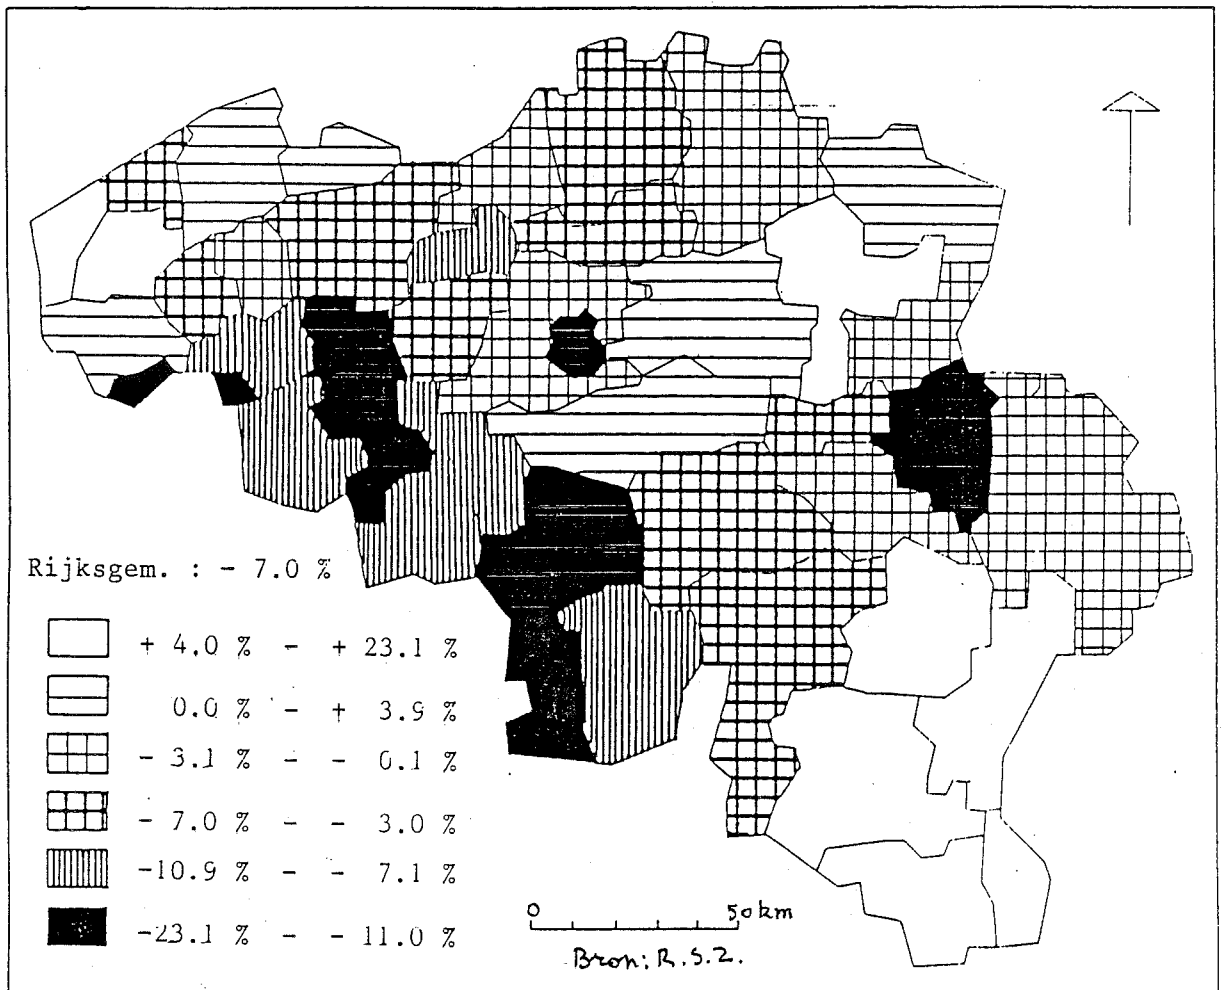 Rijksgem. : - 7.0 %
+ 4.0 % - + 23.1 %
0.0 % - + 3.9 %
- 3.1 % - - 0.1 %
- 7.0 % - - 3.0 %
-10.9 % - - 7.1 %
-23.1 % - - 11.0 %
0 50km
Bron: R.S.Z.